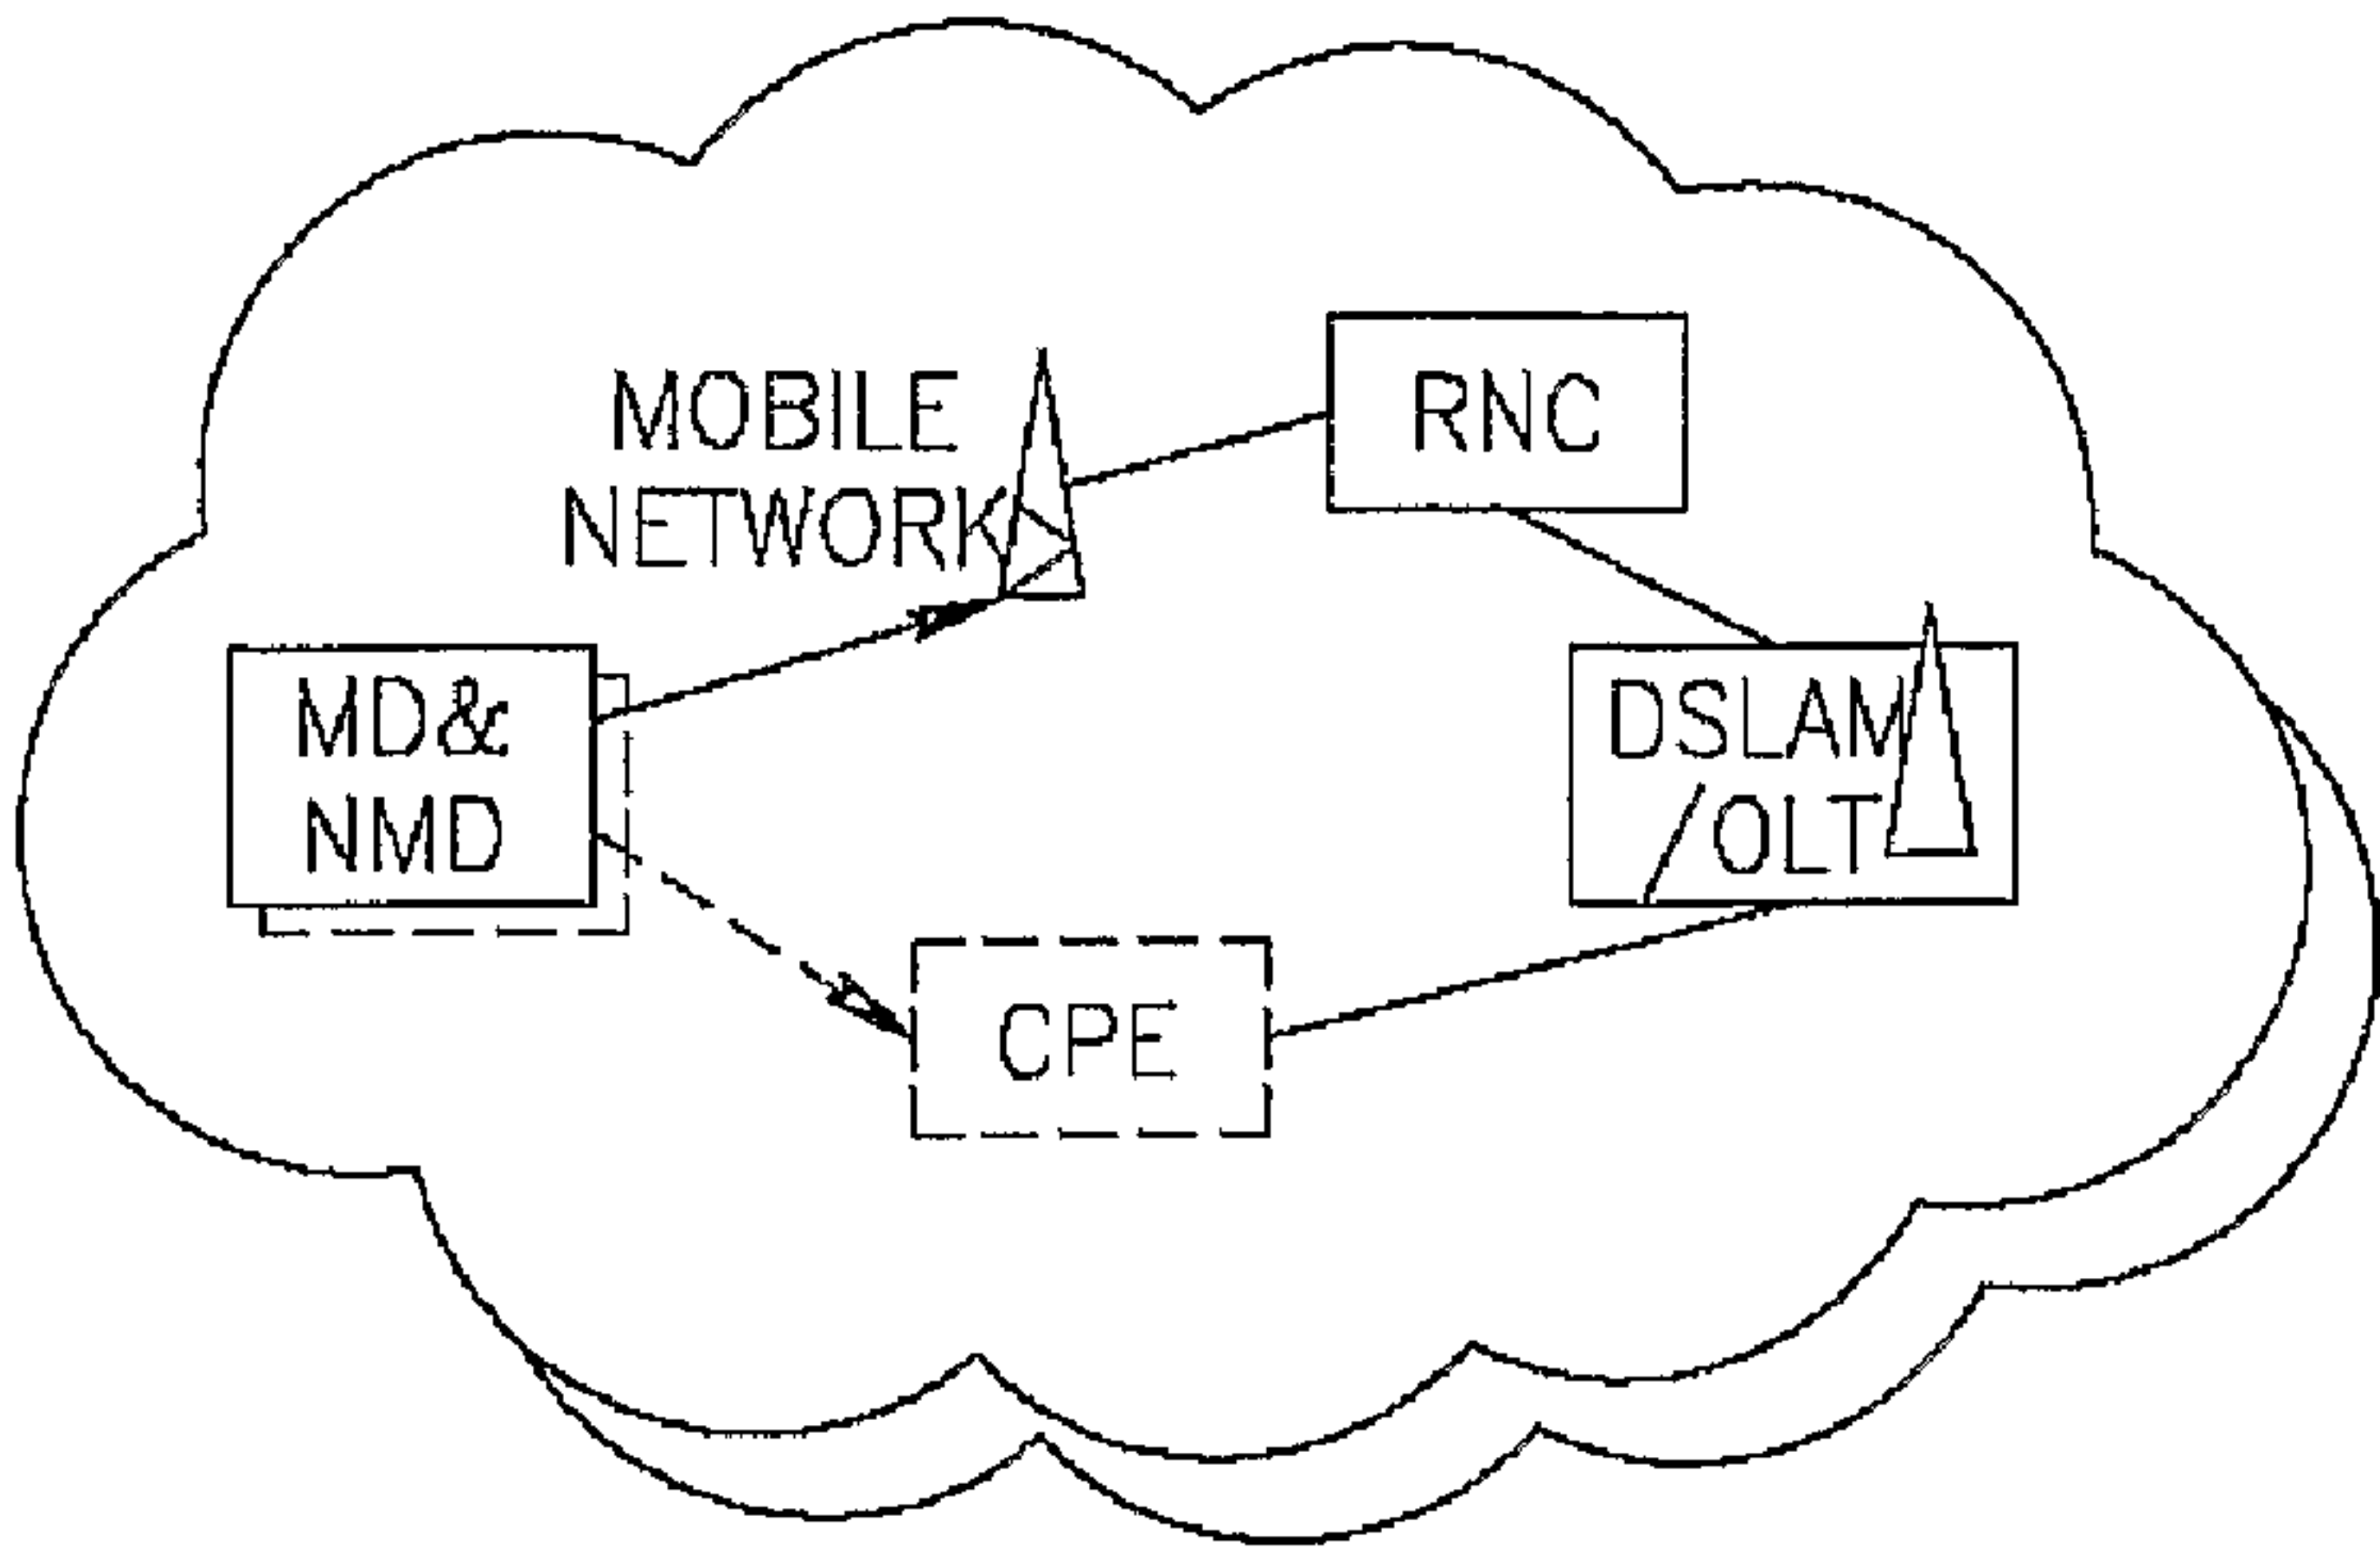 MOBILE
NETWORK
RNC
MD&
NMD
DSLAM
/OLT
CPE